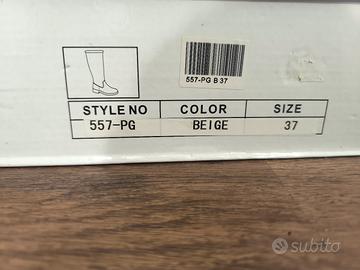 557-PG B 37
STYLE NO COLOR SIZE
557-PG BEIGE 37
subito